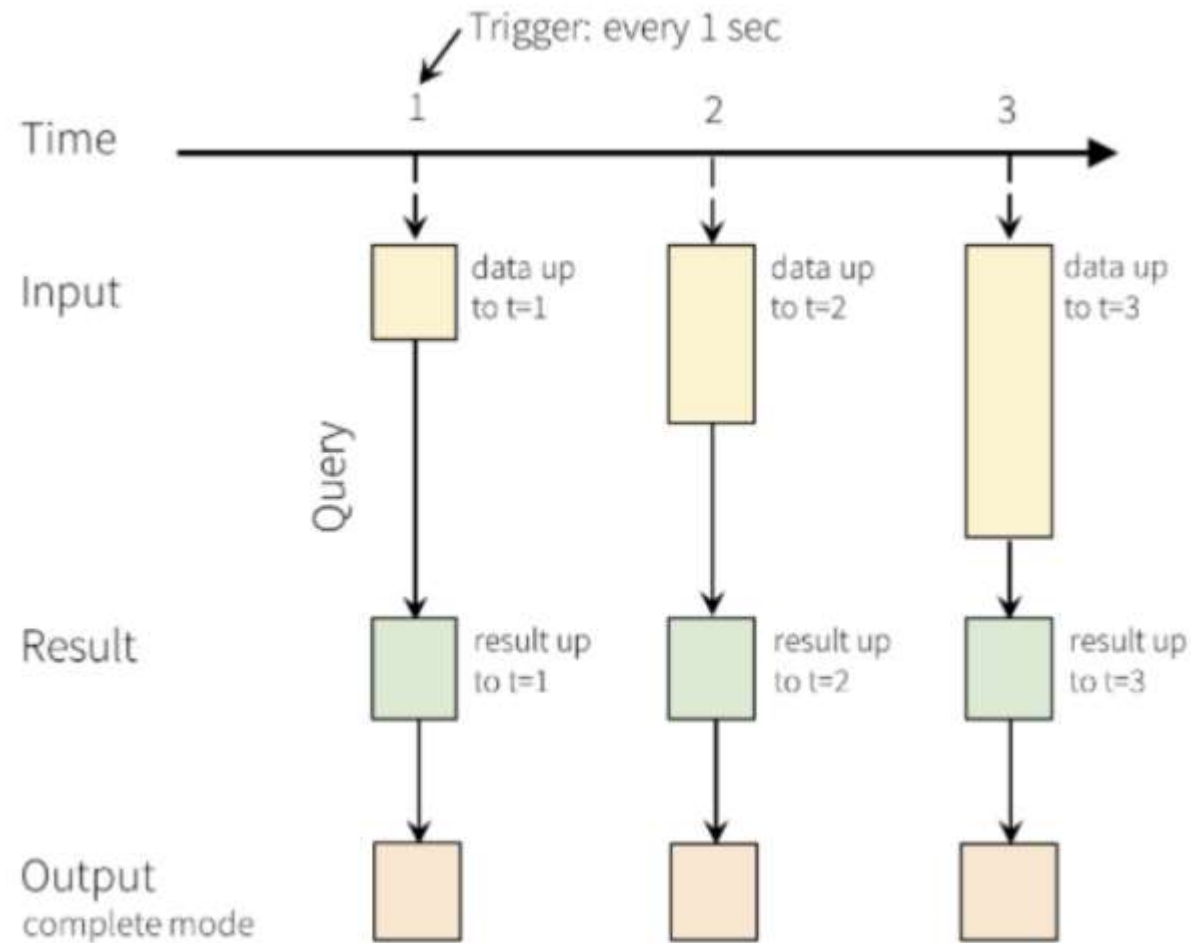 Trigger: every 1 sec
1
2
3
Time
Input
data up
to t=1
data up
to t=2
data up
to t=3
Query
Result
result up
to t=1
result up
to t=2
result up
to t=3
Output
complete mode